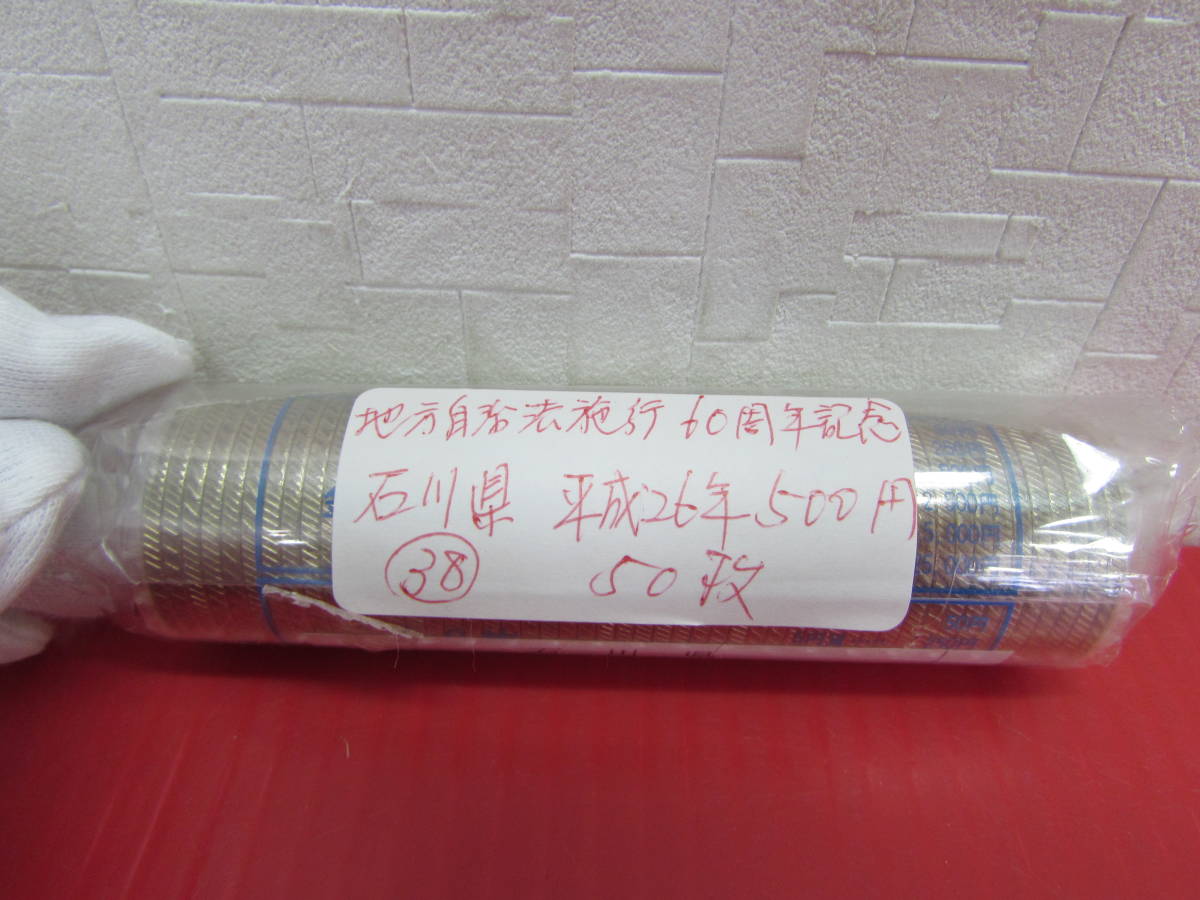 地方自治法施行60周年記念
石川県 平成26年500円
㊳ 50枚